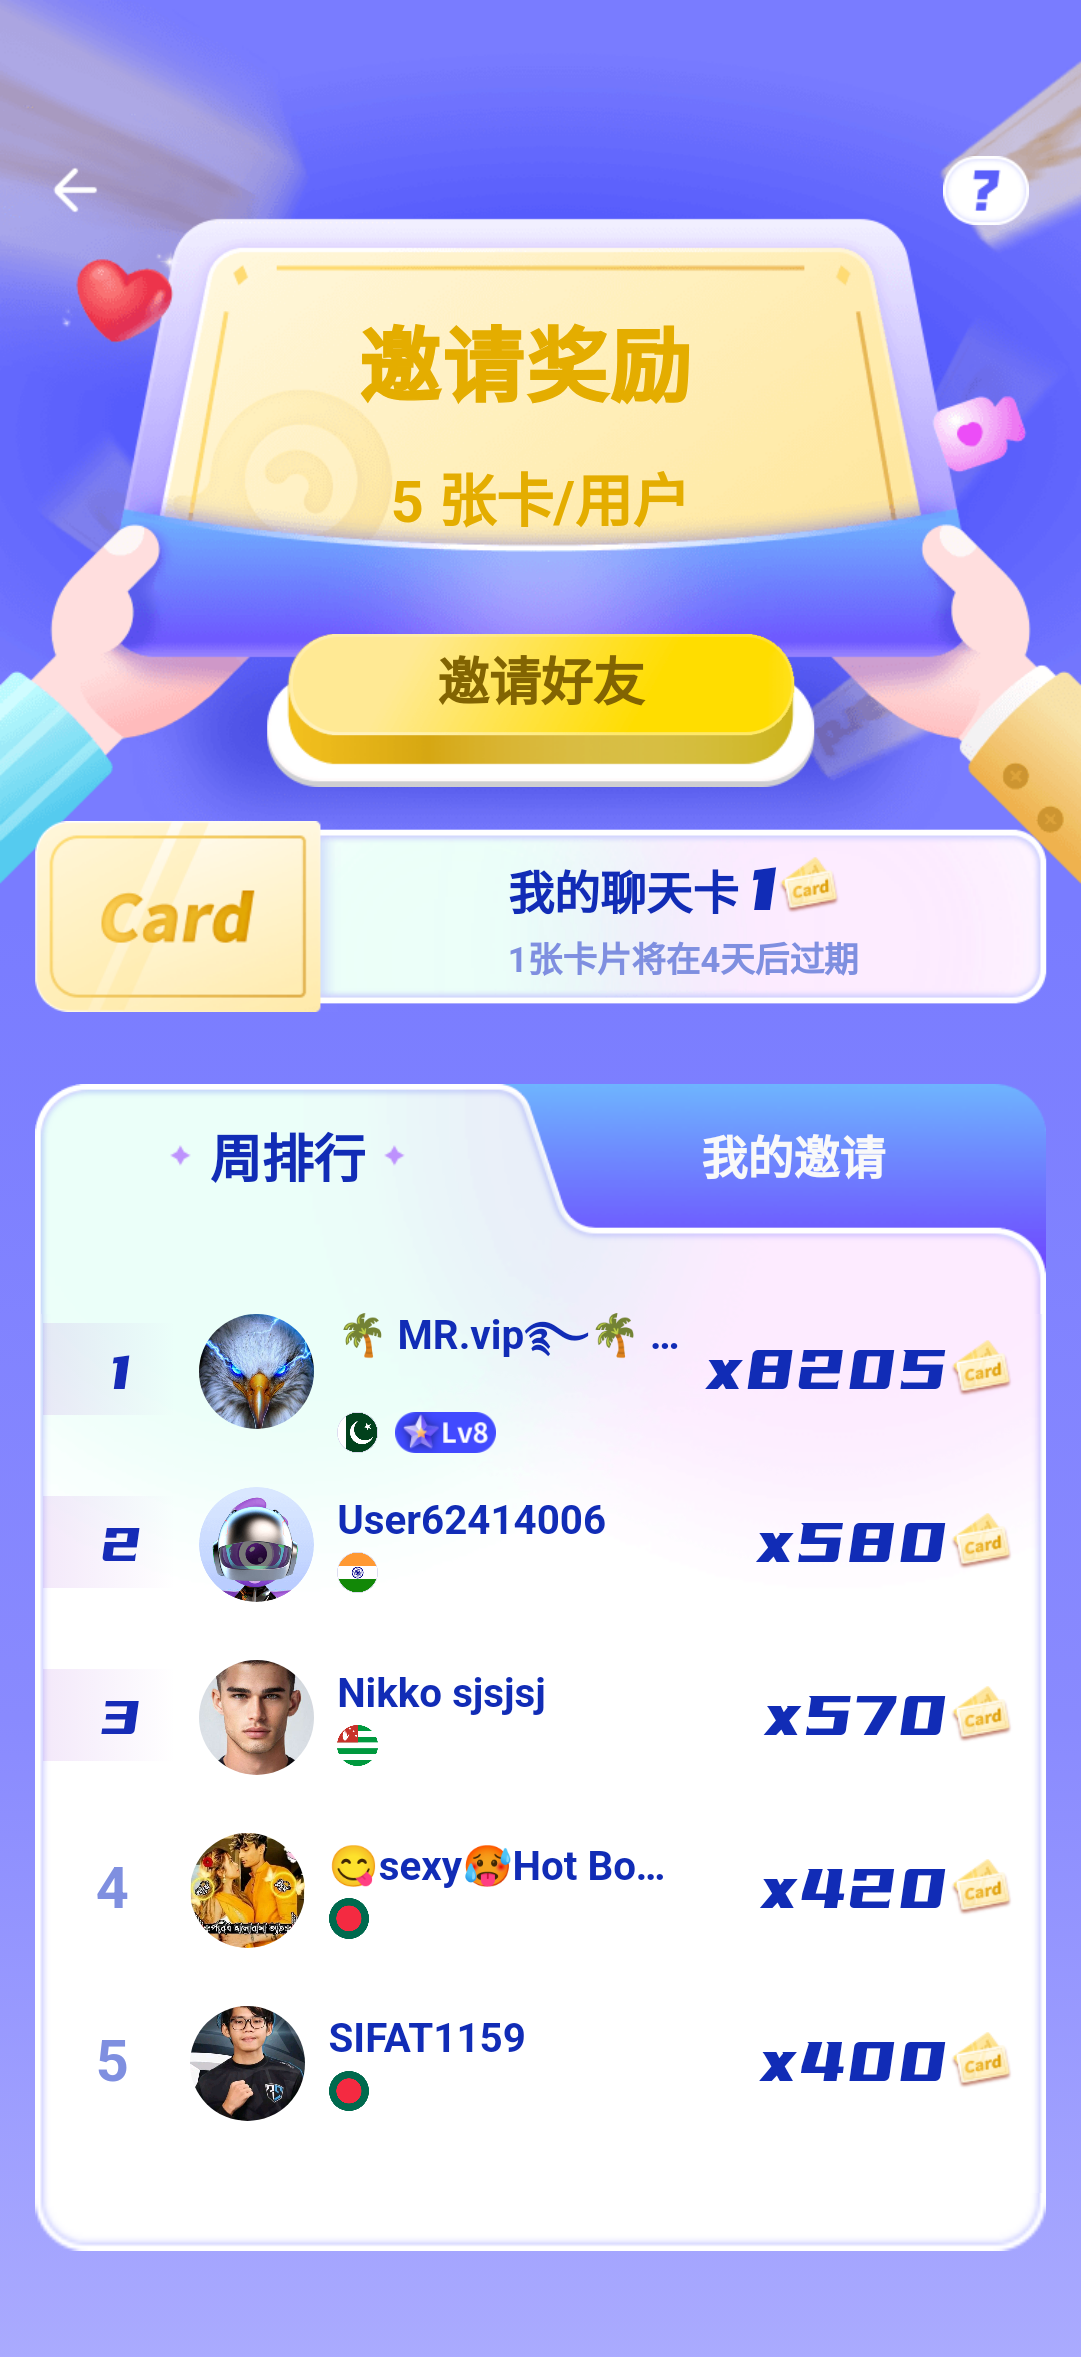 ?
邀请奖励
5 张卡/用户
邀请好友
Card
我的聊天卡 1 Card
1张卡片将在4天后过期
周排行
我的邀请
1
🌴 MR.vip࿐🌴 ...
x8205 Card
Lv8
2
User62414006
x580 Card
3
Nikko sjsjsj
x570 Card
4
😋sexy🥵Hot Bo...
x420 Card
5
SIFAT1159
x400 Card